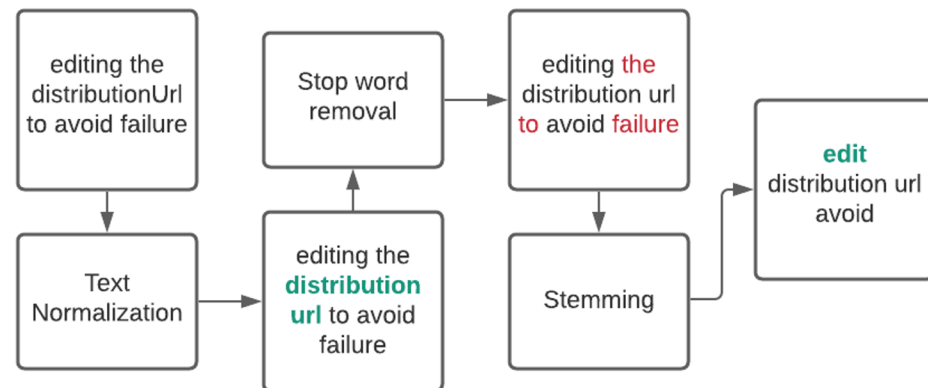 editing the
distributionUrl
to avoid failure
Text
Normalization
editing the
distribution
url to avoid
failure
Stop word
removal
editing the
distribution url
to avoid failure
Stemming
edit
distribution url
avoid